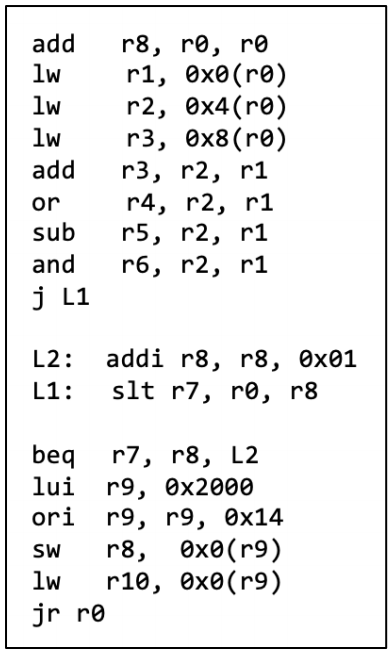 add r8, r0, r0
lw r1, 0x0(r0)
lw r2, 0x4(r0)
lw r3, 0x8(r0)
add r3, r2, r1
or r4, r2, r1
sub r5, r2, r1
and r6, r2, r1
j L1
L2: addi r8, r8, 0x01
L1: slt r7, r0, r8
beq r7, r8, L2
lui r9, 0x2000
ori r9, r9, 0x14
sw r8, 0x0(r9)
lw r10, 0x0(r9)
jr r0